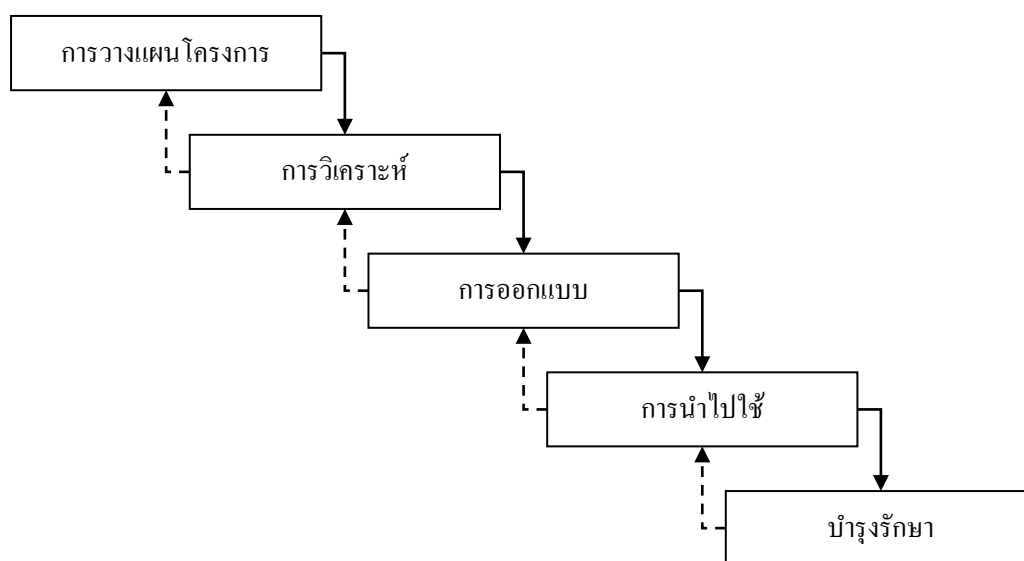 การวางแผนโครงการ
การวิเคราะห์
การออกแบบ
การนำไปใช้
บำรุงรักษา